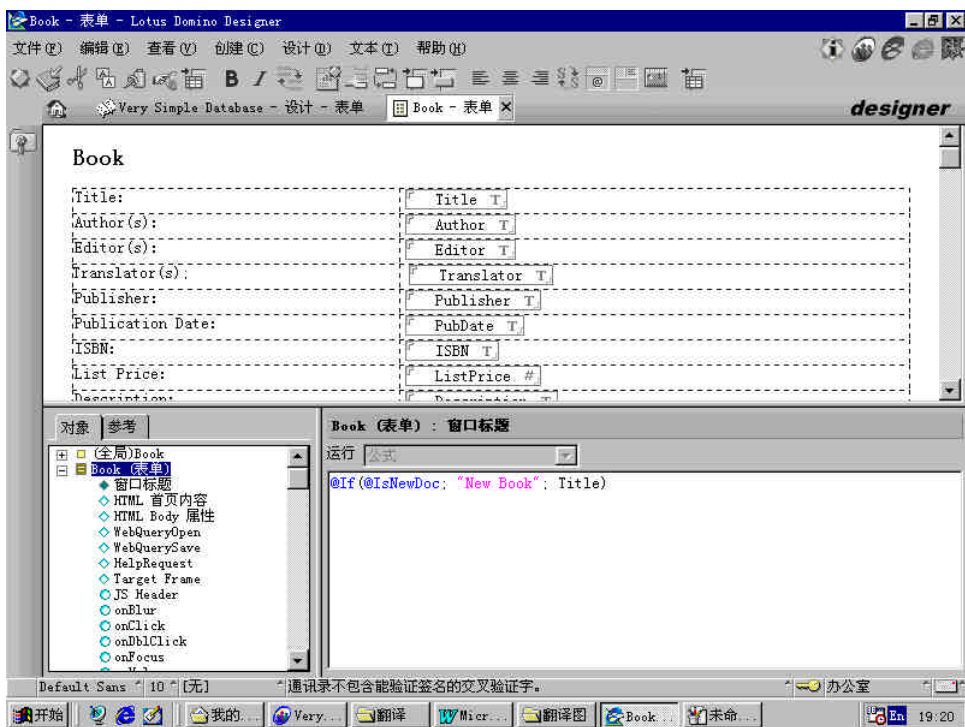 Book - 表单 - Lotus Domino Designer
文件(F) 编辑(E) 查看(V) 创建(C) 设计(D) 文本(T) 帮助(H)
B I
Very Simple Database - 设计 - 表单 Book - 表单 designer
Book
Title: Title T
Author(s): Author T
Editor(s): Editor T
Translator(s): Translator T
Publisher: Publisher T
Publication Date: PubDate T
ISBN: ISBN T
List Price: ListPrice #
Description: Description T
对象 参考
Book (表单) : 窗口标题
运行 公式
@If(@IsNewDoc; "New Book"; Title)
(全局)Book
Book (表单)
窗口标题
HTML 首页内容
HTML Body 属性
WebQueryOpen
WebQuerySave
HelpRequest
Target Frame
JS Header
onBlur
onClick
onDblClick
onFocus
Default Sans 10 [无] 通讯录不包含能验证签名的交叉验证字。 办公室
开始 我的... Very... 翻译 Micr... 翻译图 Book... 未命... En 19:20